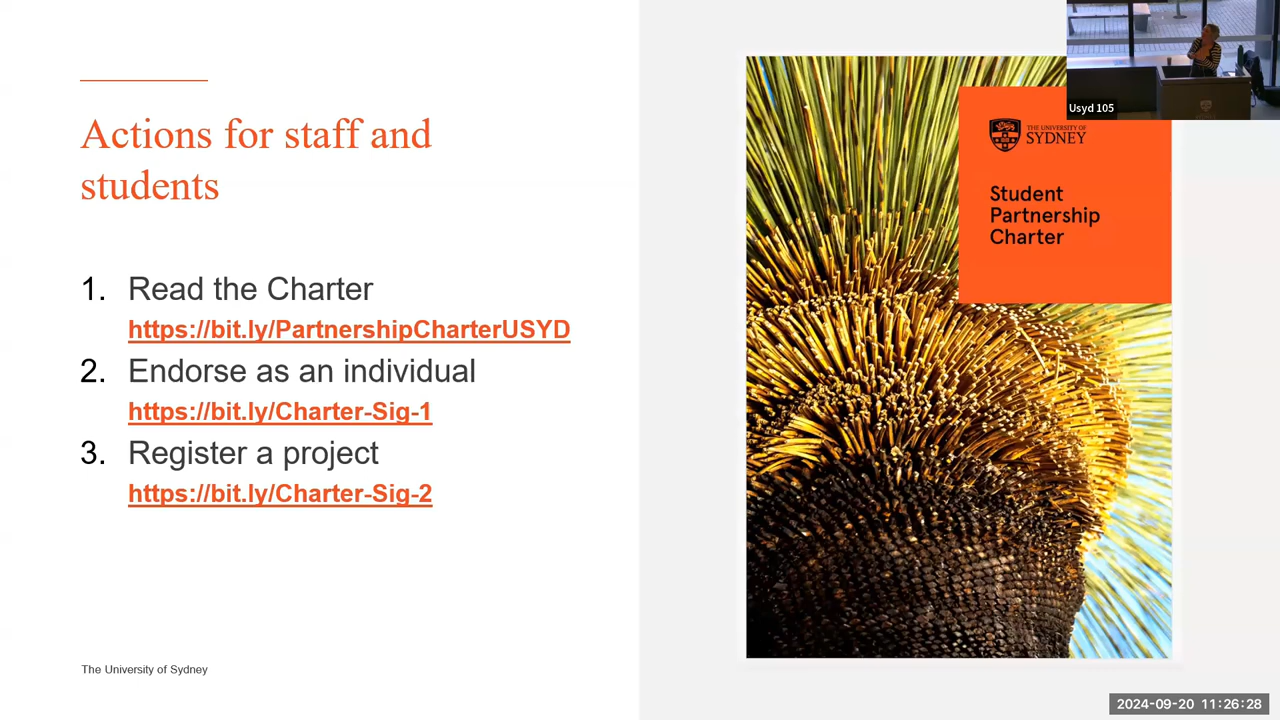 Actions for staff and
students
1. Read the Charter
https://bit.ly/PartnershipCharterUSYD
2. Endorse as an individual
https://bit.ly/Charter-Sig-1
3. Register a project
https://bit.ly/Charter-Sig-2
The University of Sydney
THE UNIVERSITY OF
SYDNEY
Student
Partnership
Charter
Usyd 105
2024-09-20 11:26:28